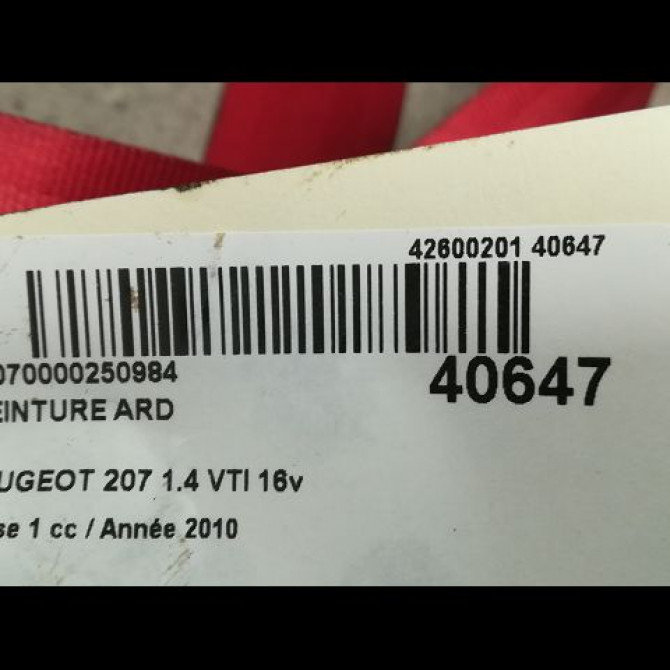 42600201 40647
070000250984
40647
EINTURE ARD
UGEOT 207 1.4 VTI 16v
se 1 cc / Année 2010